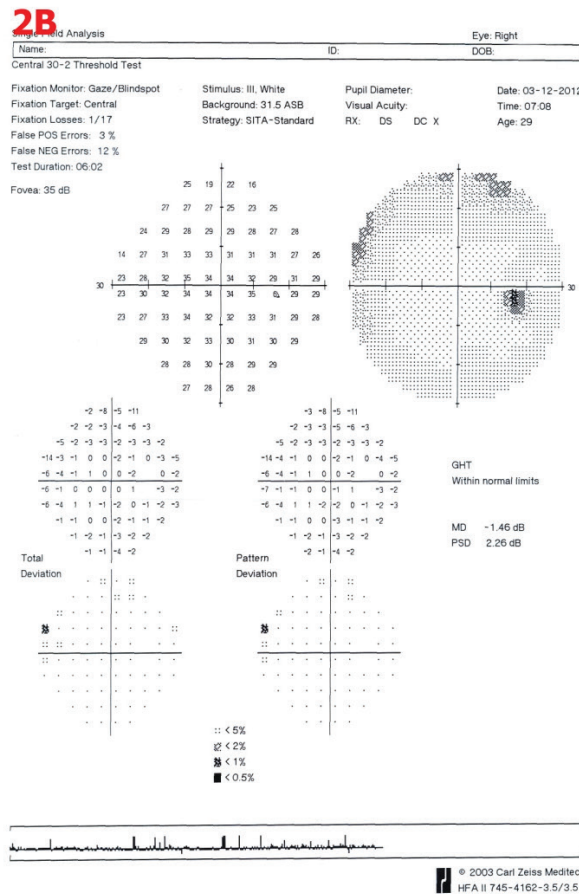 2B
Single Field Analysis
Eye: Right
Name:
ID:
DOB:
Central 30-2 Threshold Test
Fixation Monitor: Gaze/Blindspot
Fixation Target: Central
Fixation Losses: 1/17
False POS Errors: 3 %
False NEG Errors: 12 %
Test Duration: 06:02
Fovea: 35 dB
Stimulus: III, White
Background: 31.5 ASB
Strategy: SITA-Standard
Pupil Diameter:
Visual Acuity:
RX: DS DC X
Date: 03-12-2012
Time: 07:08
Age: 29
25 19 22 16
27 27 27 25 23 25
24 29 28 29 29 28 27 28
14 27 31 33 33 31 31 31 27 26
23 28 32 35 34 34 32 29 31 29
30 30
23 30 32 34 34 34 35 0 29 29
23 27 33 34 32 33 33 31 29 28
29 30 32 33 30 31 30 29
28 28 30 28 29 29
27 28 26 28
30
-2 -8 -5 -11
-2 -2 -3 -4 -6 -3
-5 -2 -3 -3 -2 -3 -3 -2
-14 -3 -1 0 0 -2 -1 0 -3 -5
-6 -4 -1 1 0 0 -2 0 -2
-6 -1 0 0 0 0 1 -3 -2
-6 -4 1 1 -1 -2 0 -1 -2 -3
-1 -1 0 0 -2 -1 -1 -2
-1 -2 -1 -3 -2 -2
-1 -1 -4 -2
Total
Deviation
-3 -8 -5 -11
-2 -3 -3 -5 -6 -3
-5 -2 -3 -3 -2 -3 -3 -2
-14 -4 -1 0 0 -2 -1 0 -4 -5
-6 -4 -1 1 0 0 -2 0 -2
-7 -1 -1 0 0 -1 1 -3 -2
-6 -4 1 1 -1 -2 0 -1 -2 -3
-1 -1 -1 0 -3 -1 -1 -2
-1 -2 -1 -3 -2 -2
-2 -1 -4 -2
Pattern
Deviation
GHT
Within normal limits
MD -1.46 dB
PSD 2.26 dB
< 5%
< 2%
< 1%
< 0.5%
© 2003 Carl Zeiss Meditec
HFA II 745-4162-3.5/3.5